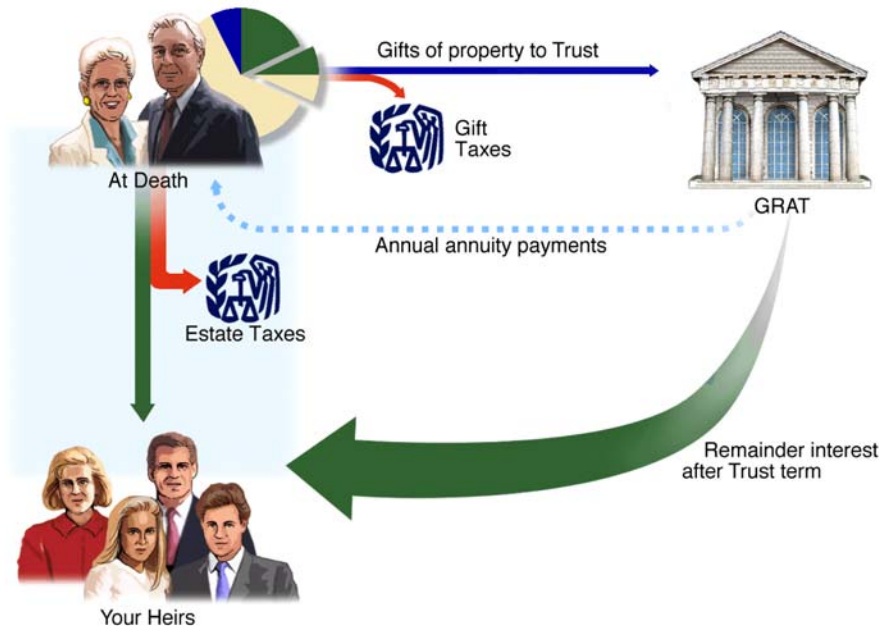 Gifts of property to Trust
Gift
Taxes
At Death
GRAT
Annual annuity payments
Estate Taxes
Remainder interest
after Trust term
Your Heirs